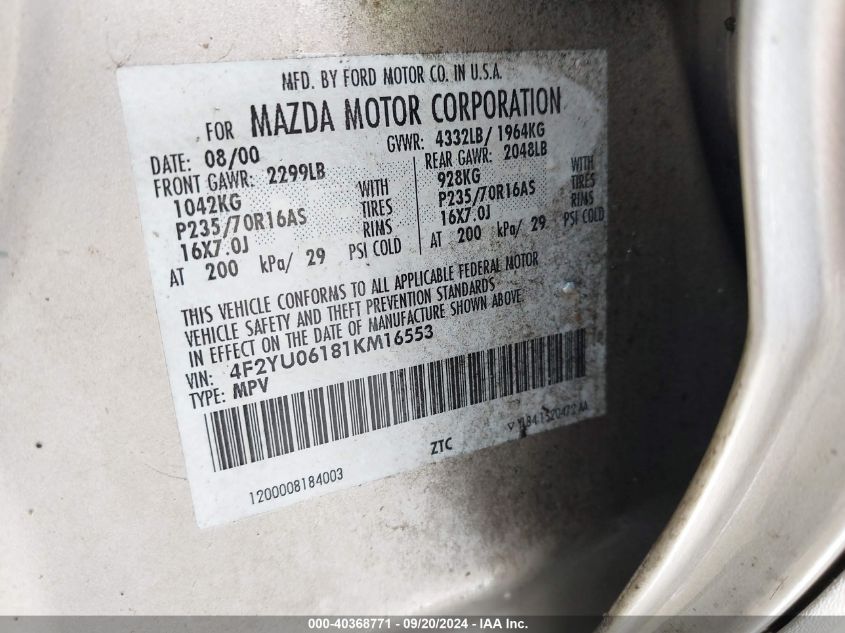 MFD. BY FORD MOTOR CO. IN U.S.A.
FOR MAZDA MOTOR CORPORATION
DATE: 08/00 GVWR: 4332LB/ 1964KG
FRONT GAWR: 2299LB REAR GAWR: 2048LB
1042KG WITH 928KG WITH
P235/70R16AS TIRES P235/70R16AS TIRES
16X7.0J RIMS 16X7.0J RIMS
AT 200 kPa/ 29 PSI COLD AT 200 kPa/ 29 PSI COLD
THIS VEHICLE CONFORMS TO ALL APPLICABLE FEDERAL MOTOR
VEHICLE SAFETY AND THEFT PREVENTION STANDARDS
IN EFFECT ON THE DATE OF MANUFACTURE SHOWN ABOVE.
VIN: 4F2YU06181KM16553
TYPE: MPV
ZTC
1200008184003
000-40368771 - 09/20/2024 - IAA Inc.